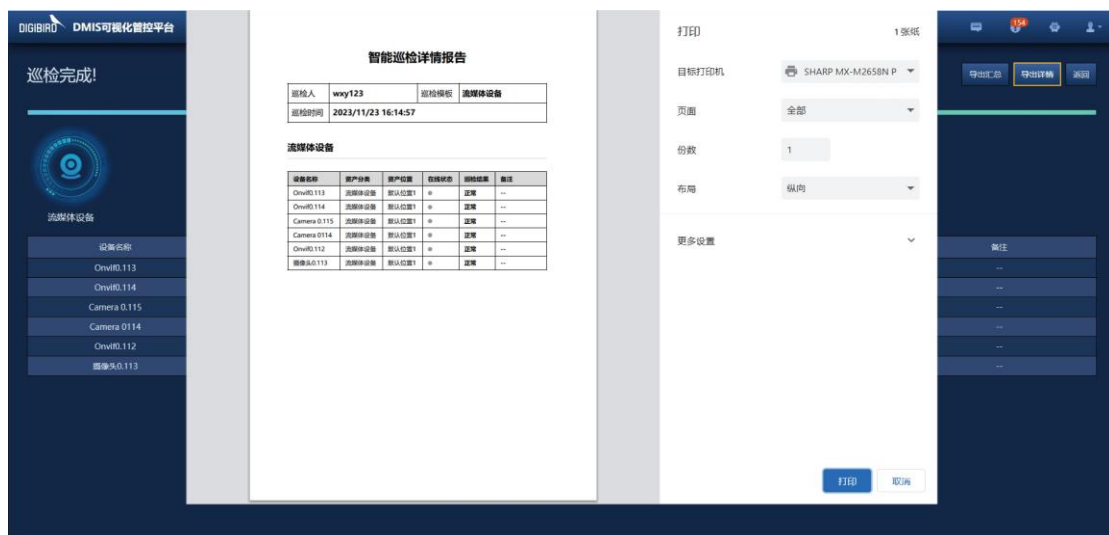 DIGIBIRD DMIS可视化管控平台
154
巡检完成!
导出汇总 导出详情 返回
流媒体设备
设备名称 备注
Onvif0.113 --
Onvif0.114 --
Camera 0.115 --
Camera 0114 --
Onvif0.112 --
摄像头0.113 --
智能巡检详情报告
巡检人 wxy123 巡检模板 流媒体设备
巡检时间 2023/11/23 16:14:57
流媒体设备
设备名称 资产分类 资产位置 在线状态 巡检结果 备注
Onvif0.113 流媒体设备 默认位置1 正常 --
Onvif0.114 流媒体设备 默认位置1 正常 --
Camera 0.115 流媒体设备 默认位置1 正常 --
Camera 0114 流媒体设备 默认位置1 正常 --
Onvif0.112 流媒体设备 默认位置1 正常 --
摄像头0.113 流媒体设备 默认位置1 正常 --
打印 1张纸
目标打印机 SHARP MX-M2658N P
页面 全部
份数 1
布局 纵向
更多设置
打印 取消